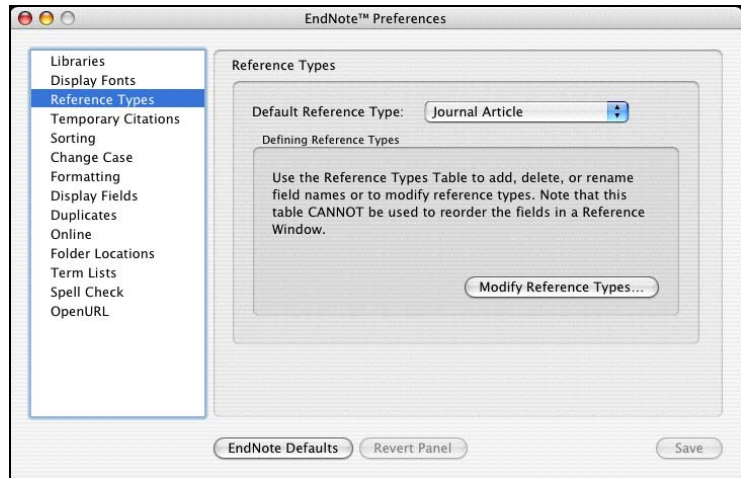 EndNote™ Preferences
Libraries
Display Fonts
Reference Types
Temporary Citations
Sorting
Change Case
Formatting
Display Fields
Duplicates
Online
Folder Locations
Term Lists
Spell Check
OpenURL
Reference Types
Default Reference Type: Journal Article
Defining Reference Types
Use the Reference Types Table to add, delete, or rename
field names or to modify reference types. Note that this
table CANNOT be used to reorder the fields in a Reference
Window.
Modify Reference Types...
EndNote Defaults Revert Panel Save